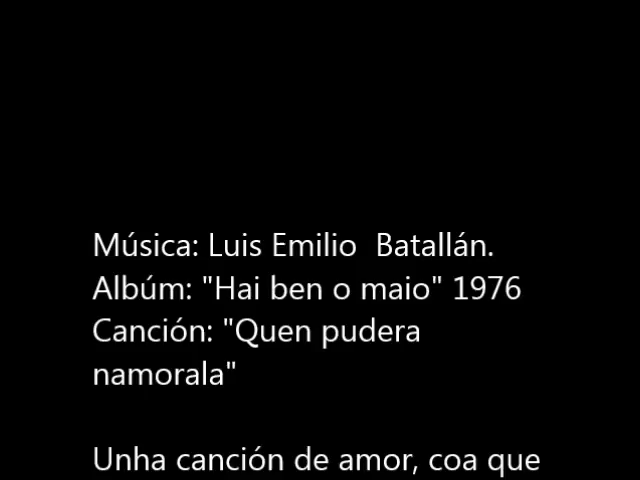 Música: Luis Emilio  Batallán.
Albúm: "Hai ben o maio" 1976
Canción: "Quen pudera
namorala"
Unha canción de amor, coa que